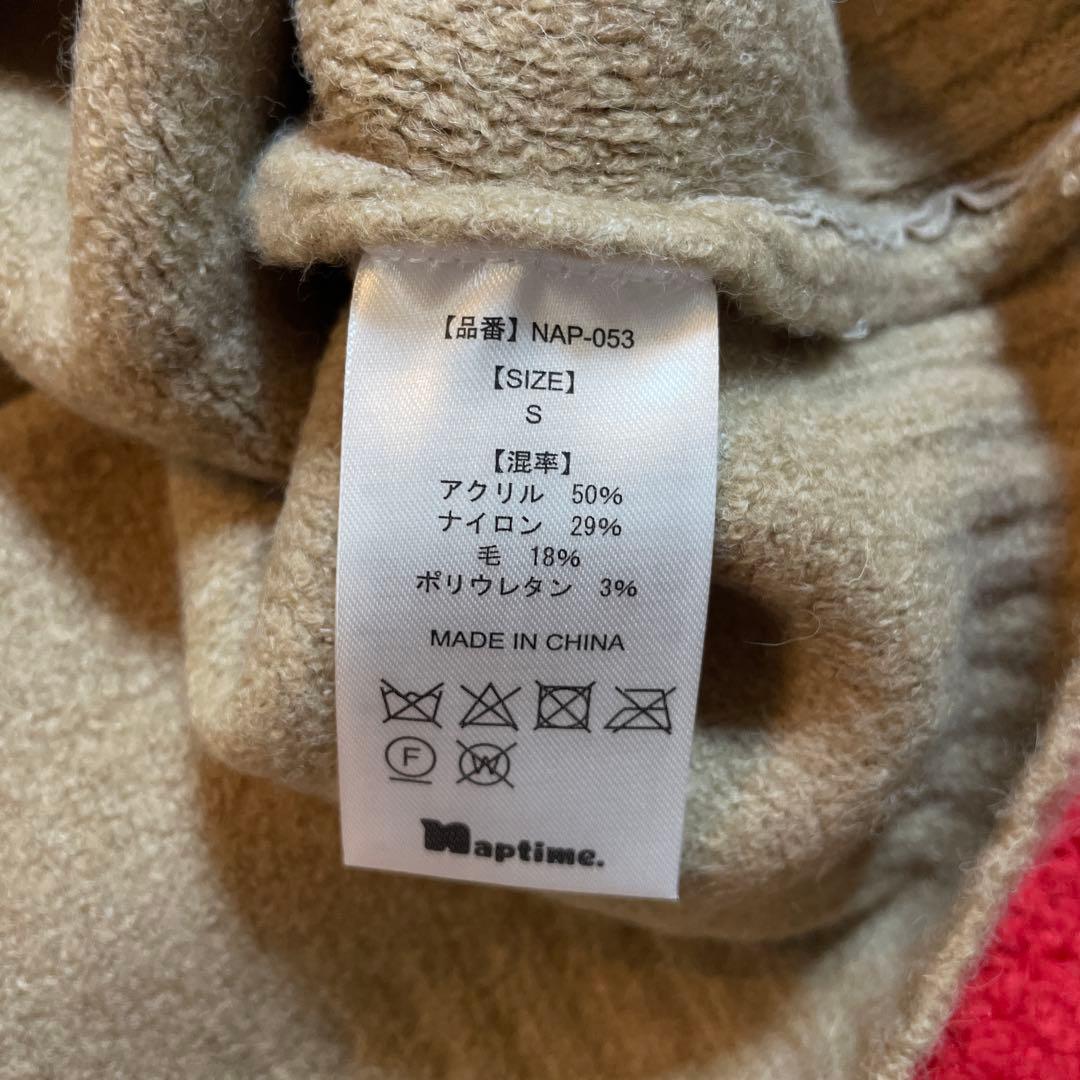 【品番】NAP-053
【SIZE】
S
【混率】
アクリル 50%
ナイロン 29%
毛 18%
ポリウレタン 3%
MADE IN CHINA
F W
Naptime.